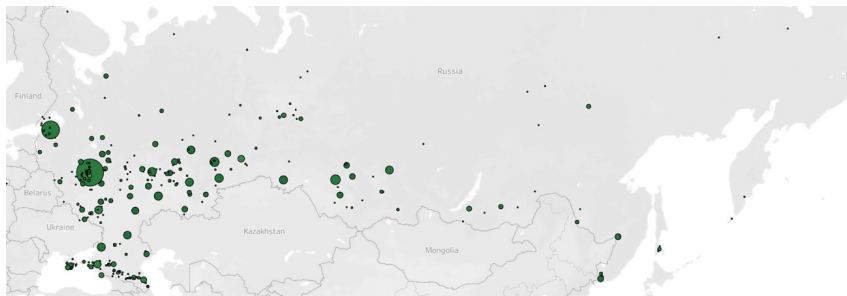 Russia
Finland
Belarus
Ukraine
Kazakhstan
Mongolia